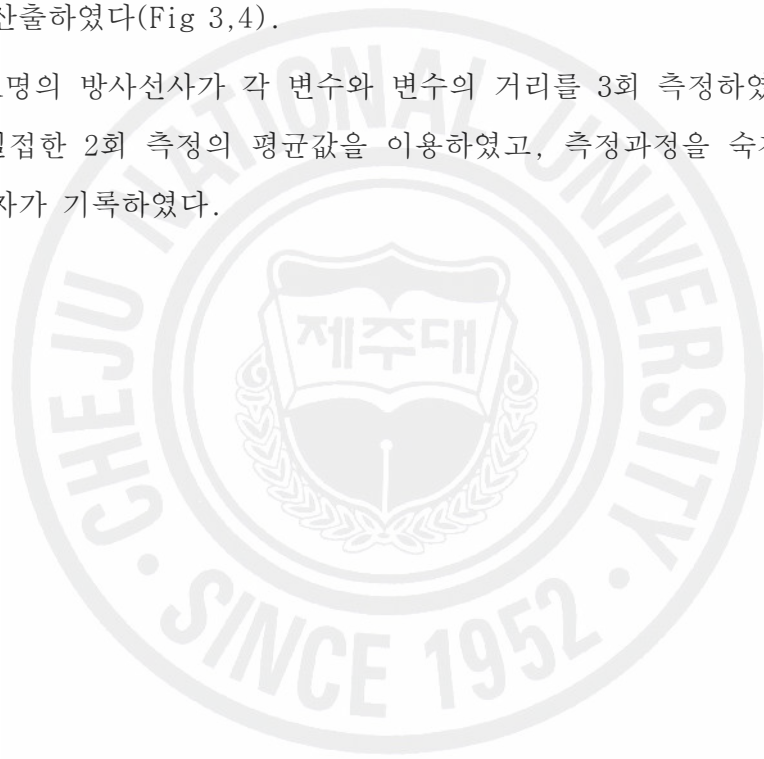 산출하였다(Fig 3,4).
명의 방사선사가 각 변수와 변수의 거리를 3회 측정하였
밀접한 2회 측정의 평균값을 이용하였고, 측정과정을 숙
자가 기록하였다.
CHEJU NATIONAL UNIVERSITY
제주대
· SINCE 1952 ·